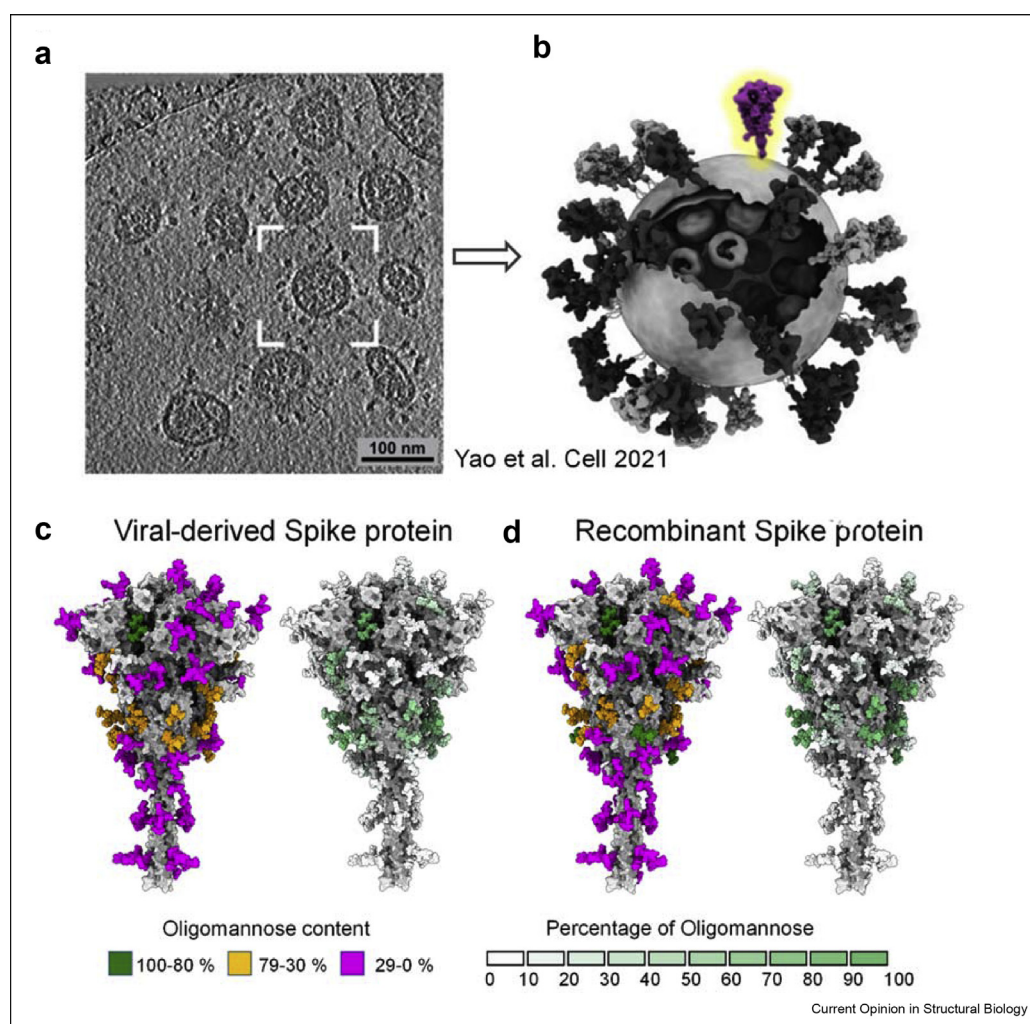 a
b
100 nm
Yao et al. Cell 2021
c Viral-derived Spike protein
d Recombinant Spike protein
Oligomannose content
100-80 % 79-30 % 29-0 %
Percentage of Oligomannose
0 10 20 30 40 50 60 70 80 90 100
Current Opinion in Structural Biology